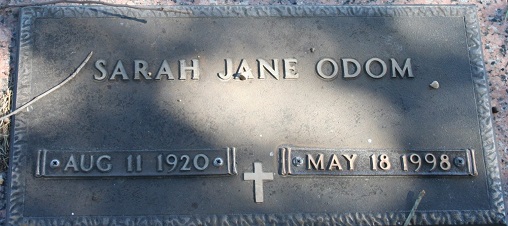 SARAH JANE ODOM
AUG 11 1920 MAY 18 1998